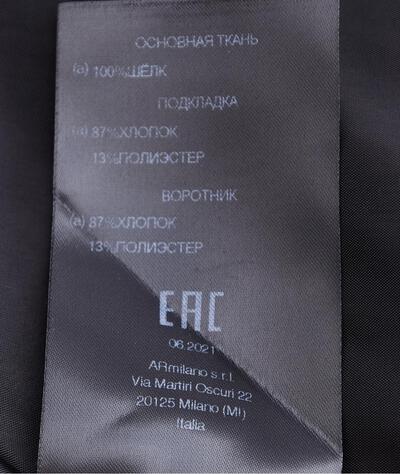 ОСНОВНАЯ ТКАНЬ
(a) 100%ШЁЛК
ПОДКЛАДКА
(a) 87%ХЛОПОК
13%ПОЛИЭСТЕР
ВОРОТНИК
(a) 87%ХЛОПОК
13%ПОЛИЭСТЕР
EAC
06.2021
ARmilano s.r.l.
Via Martiri Oscuri 22
20125 Milano (MI)
Italia